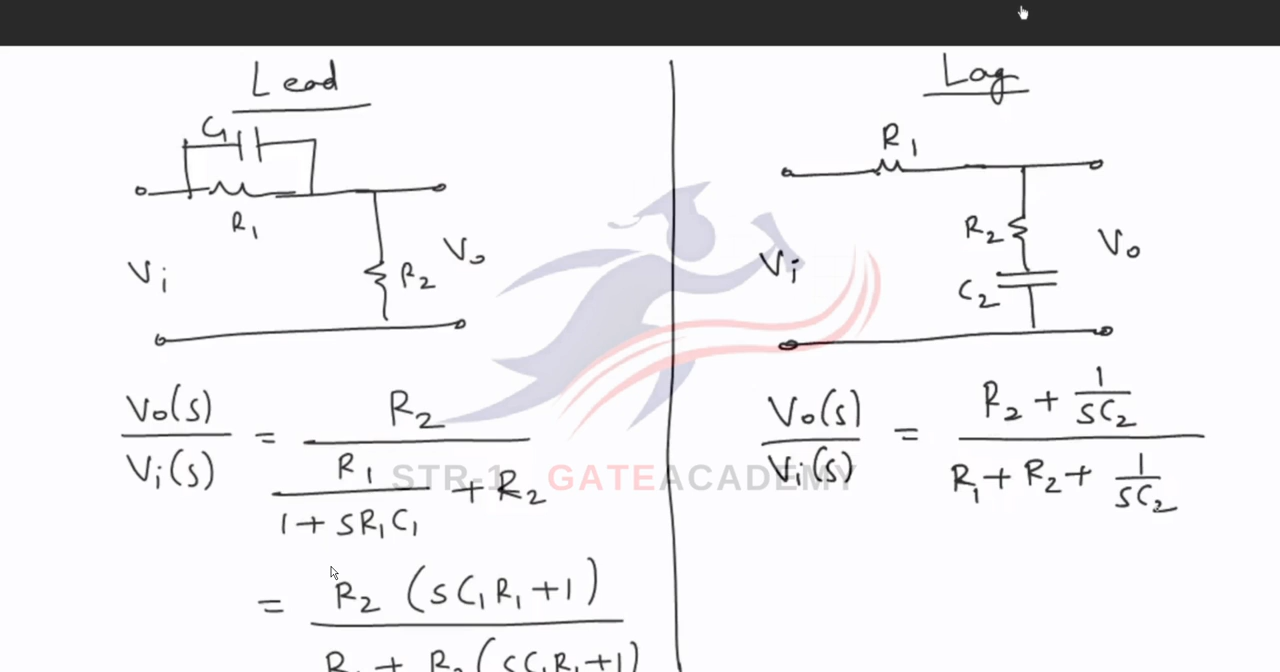 Lead
C₁
R₁
Vi
R₂
Vo
Vo(s) / Vi(s) = R₂ / (R₁ / (1 + SR₁C₁) + R₂)
= R₂ (SC₁R₁ + 1) / (R₁ + R₂ (SC₁R₁ + 1))
Lag
R₁
R₂
C₂
Vi
Vo
Vo(s) / Vi(s) = (R₂ + 1 / SC₂) / (R₁ + R₂ + 1 / SC₂)
STR-1 GATEACADEMY